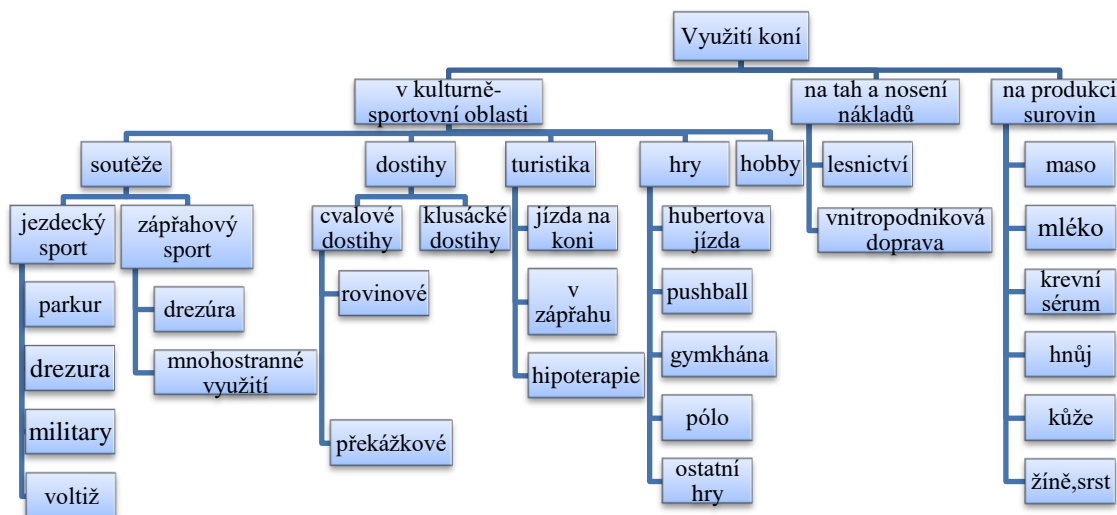 Využití koní
v kulturně-
sportovní oblasti
na tah a nosení
nákladů
na produkci
surovin
soutěže
dostihy
turistika
hry
hobby
lesnictví
maso
jezdecký
sport
zápřahový
sport
cvalové
dostihy
klusácké
dostihy
jízda na
koni
hubertova
jízda
vnitropodniková
doprava
mléko
parkur
drezúra
rovinové
v
zápřahu
pushball
krevní
sérum
drezura
mnohostranné
využití
hipoterapie
gymkhána
hnůj
military
překážkové
pólo
kůže
voltiž
ostatní
hry
žíně,srst